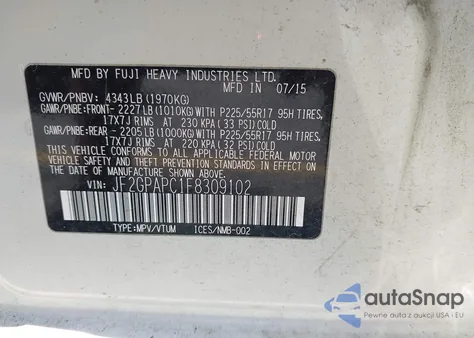 MFD BY FUJI HEAVY INDUSTRIES LTD.
MFD IN 07/15
GVWR/PNBV: 4343LB(1970KG)
GAWR/PNBE:FRONT- 2227LB(1010KG)WITH P225/55R17 95H TIRES,
17X7J RIMS AT 230 KPA(33 PSI)COLD
GAWR/PNBE:REAR - 2205LB(1000KG)WITH P225/55R17 95H TIRES,
17X7J RIMS AT 220 KPA(32 PSI)COLD
THIS VEHICLE CONFORMS TO ALL APPLICABLE FEDERAL MOTOR
VEHICLE SAFETY AND THEFT PREVENTION STANDARDS IN EFFECT ON
THE DATE OF MANUFACTURE SHOWN ABOVE.
VIN: JF2GPAPC1F8309102
TYPE:MPV/VTUM ICES/NMB-002
autoSnap
Pewne auta z aukcji USA i EU